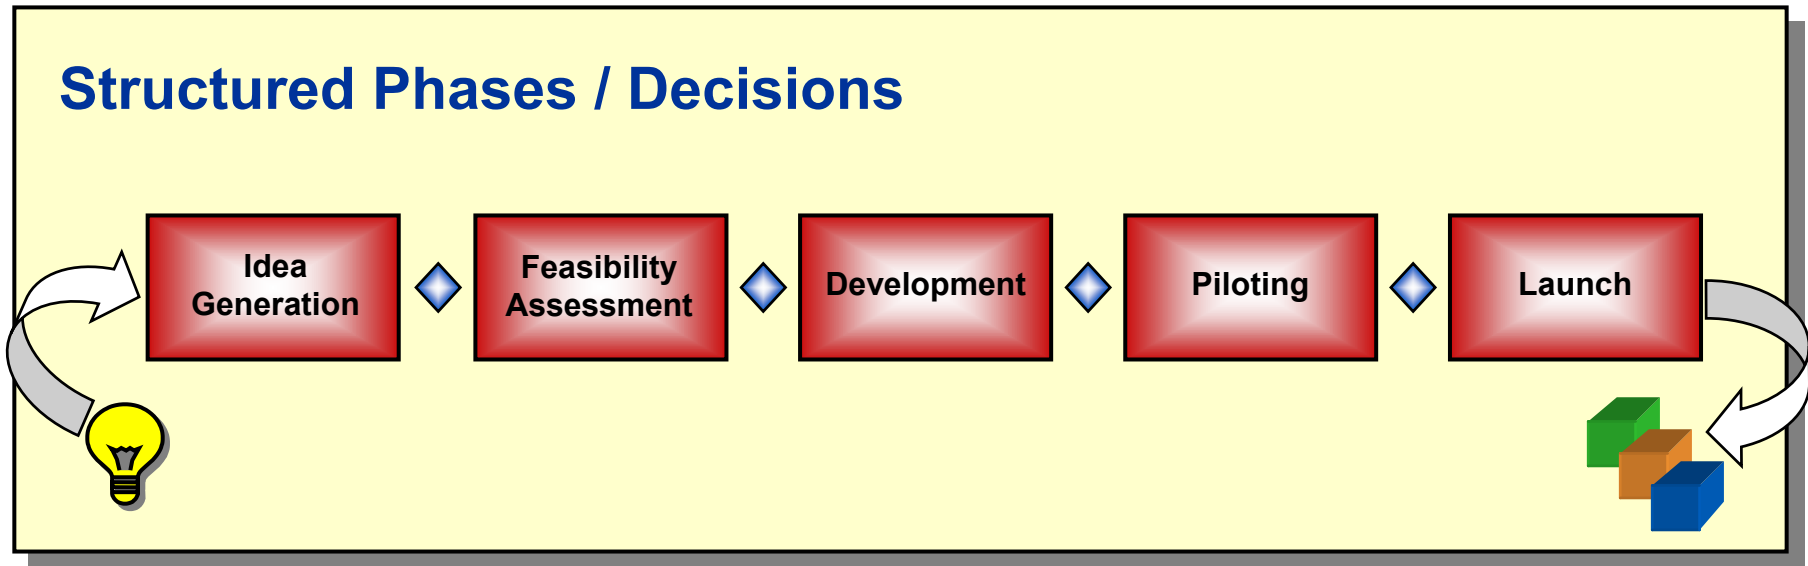 Structured Phases / Decisions
Idea
Generation
Feasibility
Assessment
Development
Piloting
Launch